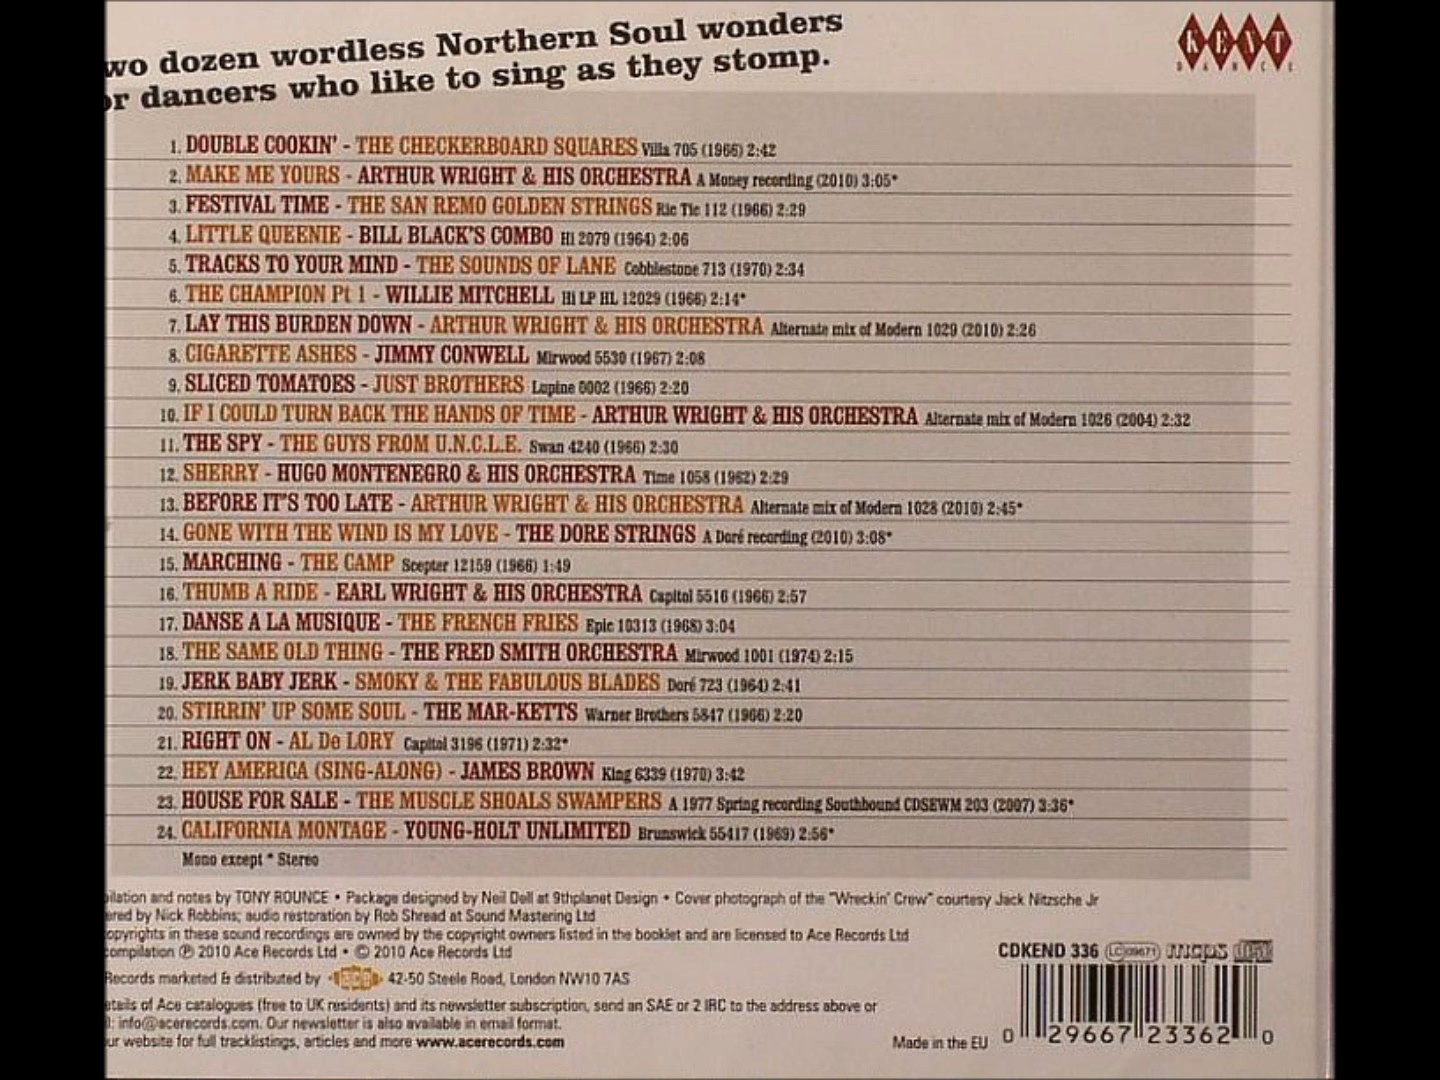 wo dozen wordless Northern Soul wonders
or dancers who like to sing as they stomp.
KENT
DANCE
1. DOUBLE COOKIN' - THE CHECKERBOARD SQUARES Villa 705 (1966) 2:42
2. MAKE ME YOURS - ARTHUR WRIGHT & HIS ORCHESTRA A Money recording (2010) 3:05*
3. FESTIVAL TIME - THE SAN REMO GOLDEN STRINGS Ric Tic 112 (1966) 2:29
4. LITTLE QUEENIE - BILL BLACK'S COMBO Hi 2079 (1964) 2:06
5. TRACKS TO YOUR MIND - THE SOUNDS OF LANE Cobblestone 713 (1970) 2:34
6. THE CHAMPION Pt 1 - WILLIE MITCHELL Hi LP HL 12029 (1966) 2:14*
7. LAY THIS BURDEN DOWN - ARTHUR WRIGHT & HIS ORCHESTRA Alternate mix of Modern 1029 (2010) 2:26
8. CIGARETTE ASHES - JIMMY CONWELL Mirwood 5530 (1967) 2:08
9. SLICED TOMATOES - JUST BROTHERS Lupine 0002 (1966) 2:20
10. IF I COULD TURN BACK THE HANDS OF TIME - ARTHUR WRIGHT & HIS ORCHESTRA Alternate mix of Modern 1026 (2004) 2:32
11. THE SPY - THE GUYS FROM U.N.C.L.E. Swan 4240 (1966) 2:30
12. SHERRY - HUGO MONTENEGRO & HIS ORCHESTRA Time 1058 (1962) 2:29
13. BEFORE IT'S TOO LATE - ARTHUR WRIGHT & HIS ORCHESTRA Alternate mix of Modern 1028 (2010) 2:45*
14. GONE WITH THE WIND IS MY LOVE - THE DORE STRINGS A Doré recording (2010) 3:08*
15. MARCHING - THE CAMP Scepter 12159 (1966) 1:49
16. THUMB A RIDE - EARL WRIGHT & HIS ORCHESTRA Capitol 5516 (1966) 2:57
17. DANSE A LA MUSIQUE - THE FRENCH FRIES Epic 10313 (1968) 3:04
18. THE SAME OLD THING - THE FRED SMITH ORCHESTRA Mirwood 1001 (1974) 2:15
19. JERK BABY JERK - SMOKY & THE FABULOUS BLADES Doré 723 (1964) 2:41
20. STIRRIN' UP SOME SOUL - THE MAR-KETTS Warner Brothers 5847 (1966) 2:20
21. RIGHT ON - AL De LORY Capitol 3196 (1971) 2:32*
22. HEY AMERICA (SING-ALONG) - JAMES BROWN King 6339 (1970) 3:42
23. HOUSE FOR SALE - THE MUSCLE SHOALS SWAMPERS A 1977 Spring recording Southbound CDSEWM 203 (2007) 3:36*
24. CALIFORNIA MONTAGE - YOUNG-HOLT UNLIMITED Brunswick 55417 (1969) 2:56*
Mono except * Stereo
ilation and notes by TONY ROUNCE • Package designed by Neil Dell at 9thplanet Design • Cover photograph of the "Wreckin' Crew" courtesy Jack Nitzsche Jr
ered by Nick Robbins; audio restoration by Rob Shread at Sound Mastering Ltd
opyrights in these sound recordings are owned by the copyright owners listed in the booklet and are licensed to Ace Records Ltd
ompilation ℗ 2010 Ace Records Ltd • © 2010 Ace Records Ltd
Records marketed & distributed by ACE 42-50 Steele Road, London NW10 7AS
etails of Ace catalogues (free to UK residents) and its newsletter subscription, send an SAE or 2 IRC to the address above or
l: info@acerecords.com. Our newsletter is also available in email format.
ur website for full tracklistings, articles and more www.acerecords.com
CDKEND 336 LC 09671 mcps
Made in the EU
0 29667 23362 0